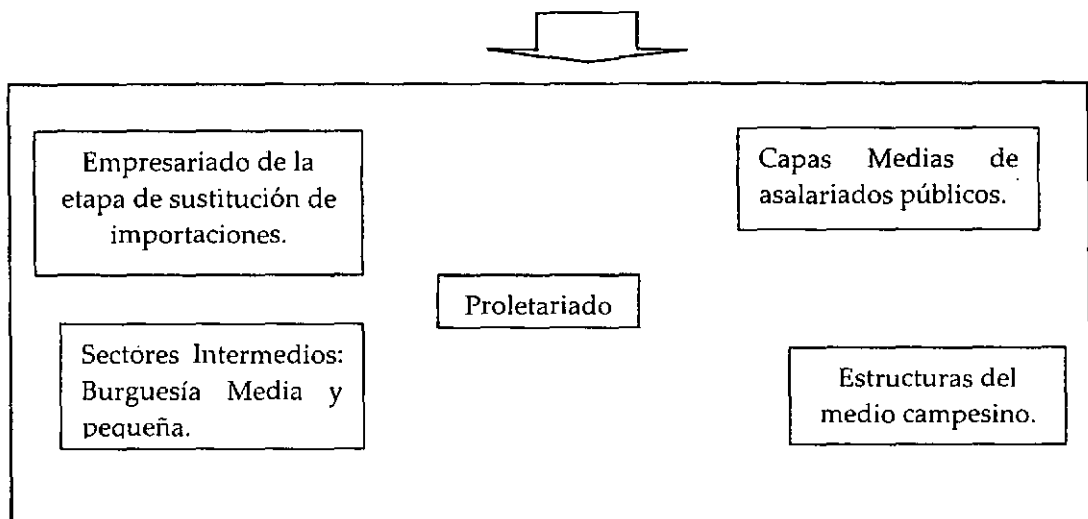 Empresariado de la
etapa de sustitución de
importaciones.
Capas Medias de
asalariados públicos.
Proletariado
Sectores Intermedios:
Burguesía Media y
pequeña.
Estructuras del
medio campesino.